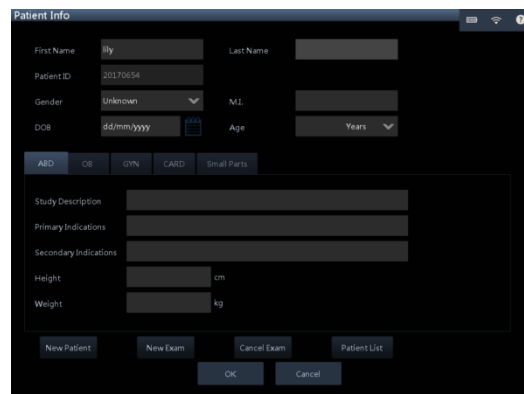 Patient Info
First Name lily Last Name
Patient ID 20170654
Gender Unknown M.I.
DOB dd/mm/yyyy Age Years
ABD OB GYN CARD Small Parts
Study Description
Primary Indications
Secondary Indications
Height cm
Weight kg
New Patient New Exam Cancel Exam Patient List
OK Cancel